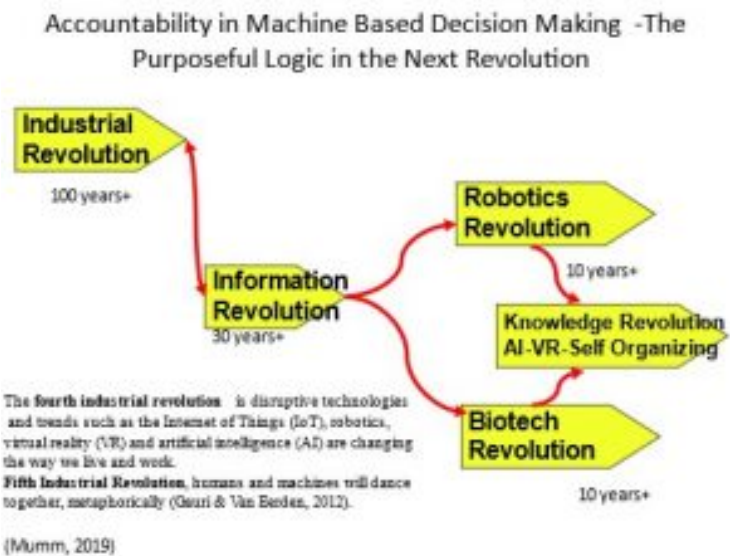 Accountability in Machine Based Decision Making -The
Purposeful Logic in the Next Revolution
Industrial
Revolution
100 years+
Robotics
Revolution
10 years+
Information
Revolution
30 years+
Knowledge Revolution
AI-VR-Self Organizing
The fourth industrial revolution is disruptive technologies
and trends such as the Internet of Things (IoT), robotics,
virtual reality (VR) and artificial intelligence (AI) are changing
the way we live and work.
Fifth Industrial Revolution, humans and machines will dance
together, metaphorically (Gauri & Van Eerden, 2012).
Biotech
Revolution
10 years+
(Mumm, 2019)